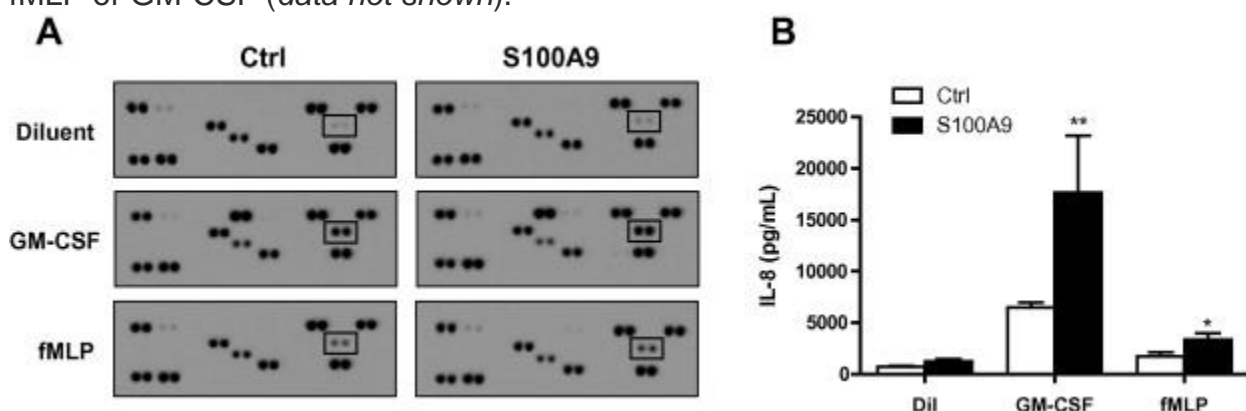 fMLP or GM-CSF (data not shown).
A
B
Ctrl
S100A9
Diluent
GM-CSF
fMLP
Ctrl
S100A9
IL-8 (pg/mL)
25000
20000
15000
10000
5000
0
**
*
Dil
GM-CSF
fMLP